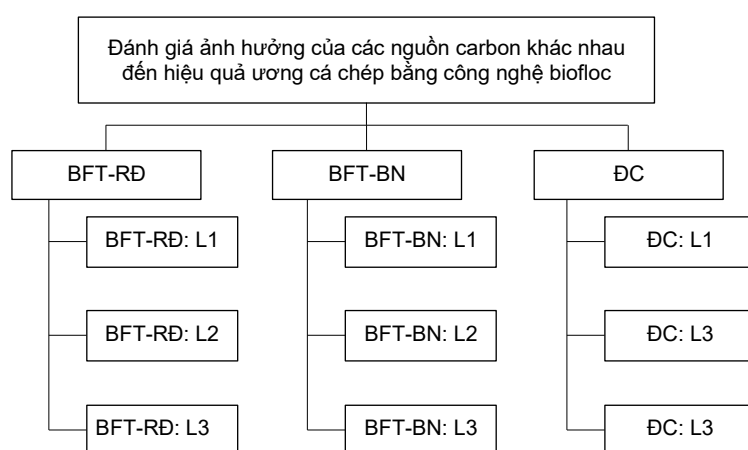 Đánh giá ảnh hưởng của các nguồn carbon khác nhau
đến hiệu quả ương cá chép bằng công nghệ biofloc
BFT-RĐ
BFT-BN
ĐC
BFT-RĐ: L1
BFT-BN: L1
ĐC: L1
BFT-RĐ: L2
BFT-BN: L2
ĐC: L3
BFT-RĐ: L3
BFT-BN: L3
ĐC: L3